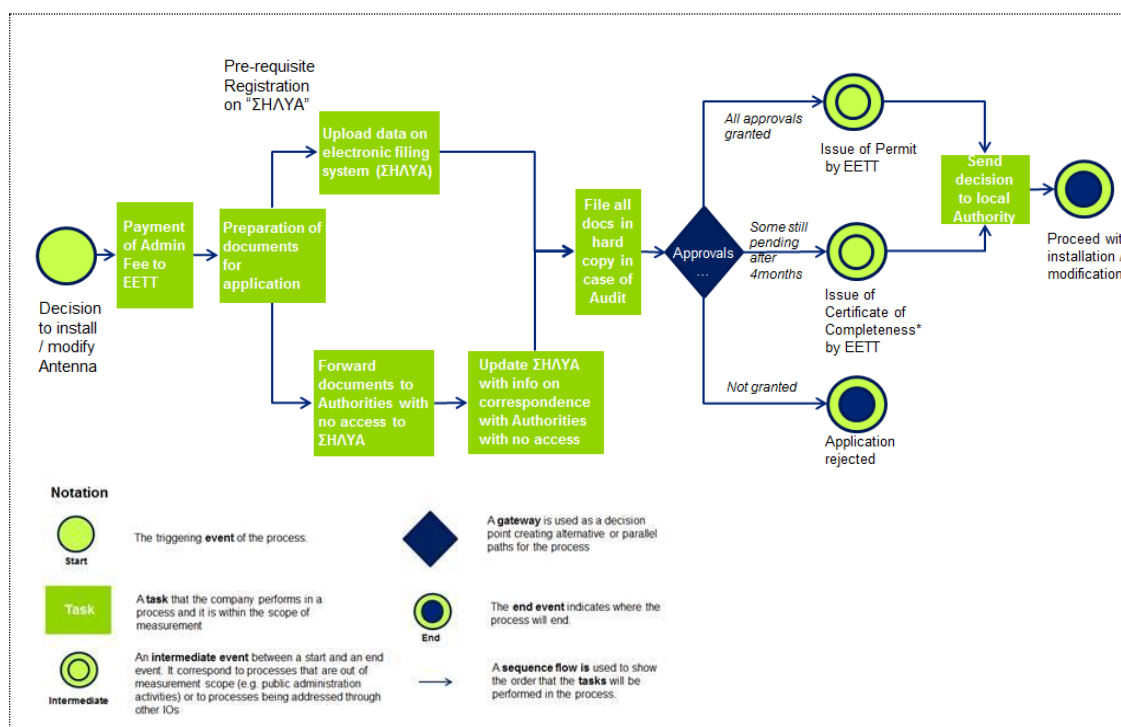 Pre-requisite
Registration
on “ΣΗΛΥΑ”
Upload data on
electronic filing
system (ΣΗΛΥΑ)
Payment
of Admin
Fee to
EETT
Preparation of
documents for
application
Decision
to install
/ modify
Antenna
Forward
documents to
Authorities with
no access to
ΣΗΛΥΑ
Update ΣΗΛΥΑ
with info on
correspondence
with Authorities
with no access
File all
docs in
hard
copy in
case of
Audit
Approvals
...
All approvals
granted
Issue of Permit
by EETT
Some still
pending
after
4months
Issue of
Certificate of
Completeness*
by EETT
Not granted
Application
rejected
Send
decision
to local
Authority
Proceed with
installation /
modification
Notation
Start
The triggering event of the process.
Task
A task that the company performs in a
process and it is within the scope of
measurement
Intermediate
An intermediate event between a start and an end
event. It correspond to processes that are out of
measurement scope (e.g. public administration
activities) or to processes being addressed through
other IOs
A gateway is used as a decision
point creating alternative or parallel
paths for the process
End
The end event indicates where the
process will end.
A sequence flow is used to show
the order that the tasks will be
performed in the process.